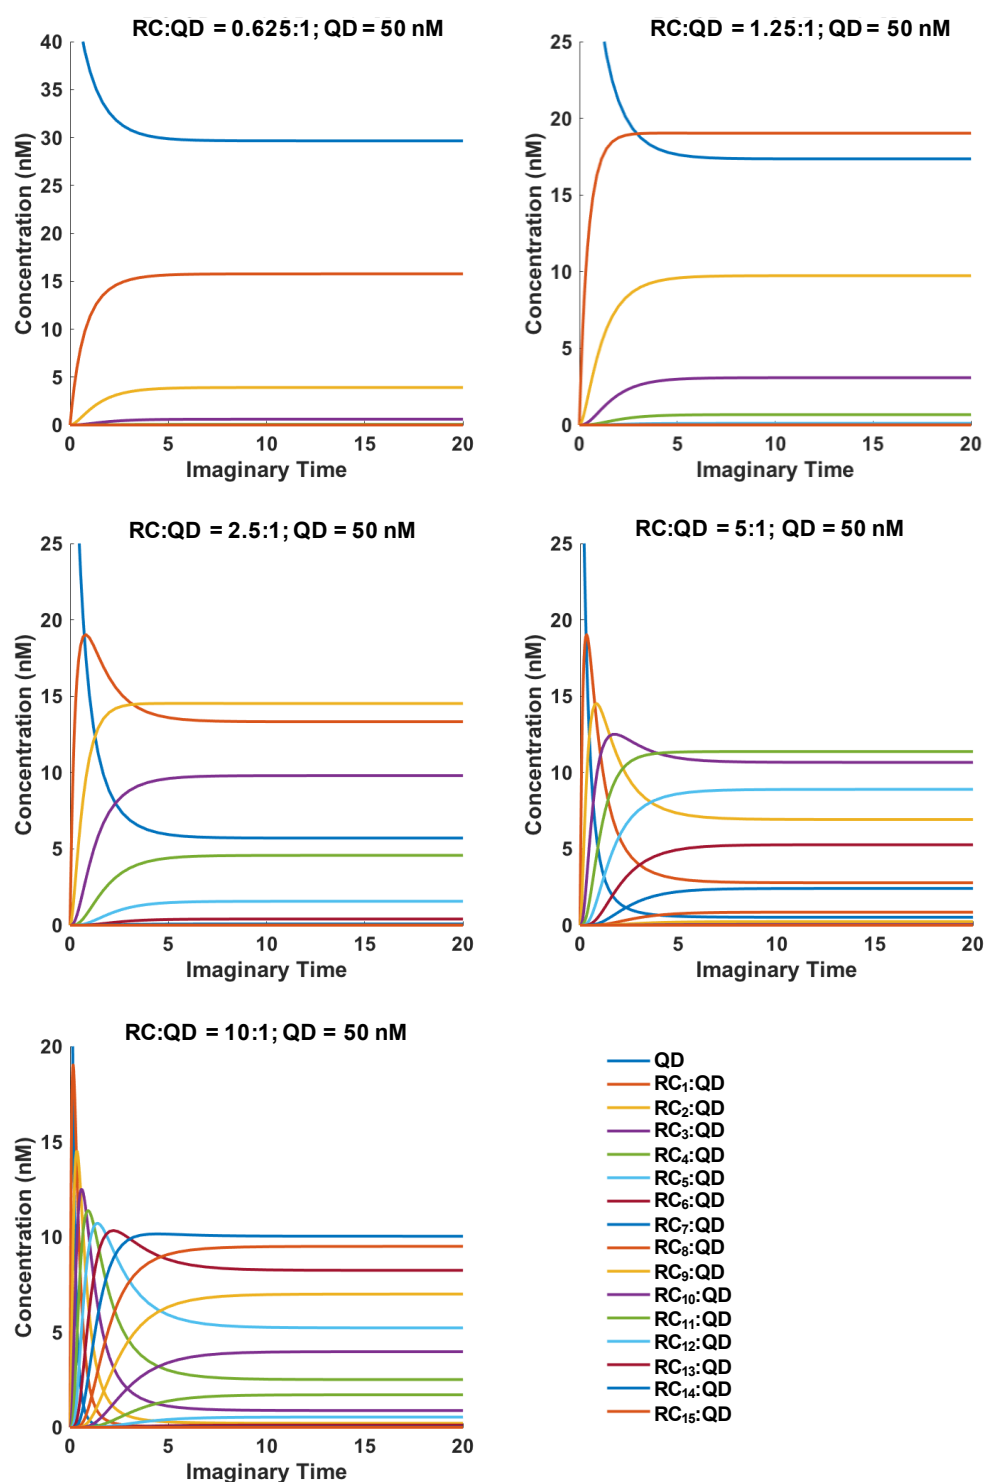 RC:QD = 0.625:1; QD = 50 nM
40
35
30
25
20
15
10
5
0
Concentration (nM)
0 5 10 15 20
Imaginary Time
RC:QD = 1.25:1; QD = 50 nM
25
20
15
10
5
0
Concentration (nM)
0 5 10 15 20
Imaginary Time
RC:QD = 2.5:1; QD = 50 nM
25
20
15
10
5
0
Concentration (nM)
0 5 10 15 20
Imaginary Time
RC:QD = 5:1; QD = 50 nM
25
20
15
10
5
0
Concentration (nM)
0 5 10 15 20
Imaginary Time
RC:QD = 10:1; QD = 50 nM
20
15
10
5
0
Concentration (nM)
0 5 10 15 20
Imaginary Time
QD
RC₁:QD
RC₂:QD
RC₃:QD
RC₄:QD
RC₅:QD
RC₆:QD
RC₇:QD
RC₈:QD
RC₉:QD
RC₁₀:QD
RC₁₁:QD
RC₁₂:QD
RC₁₃:QD
RC₁₄:QD
RC₁₅:QD